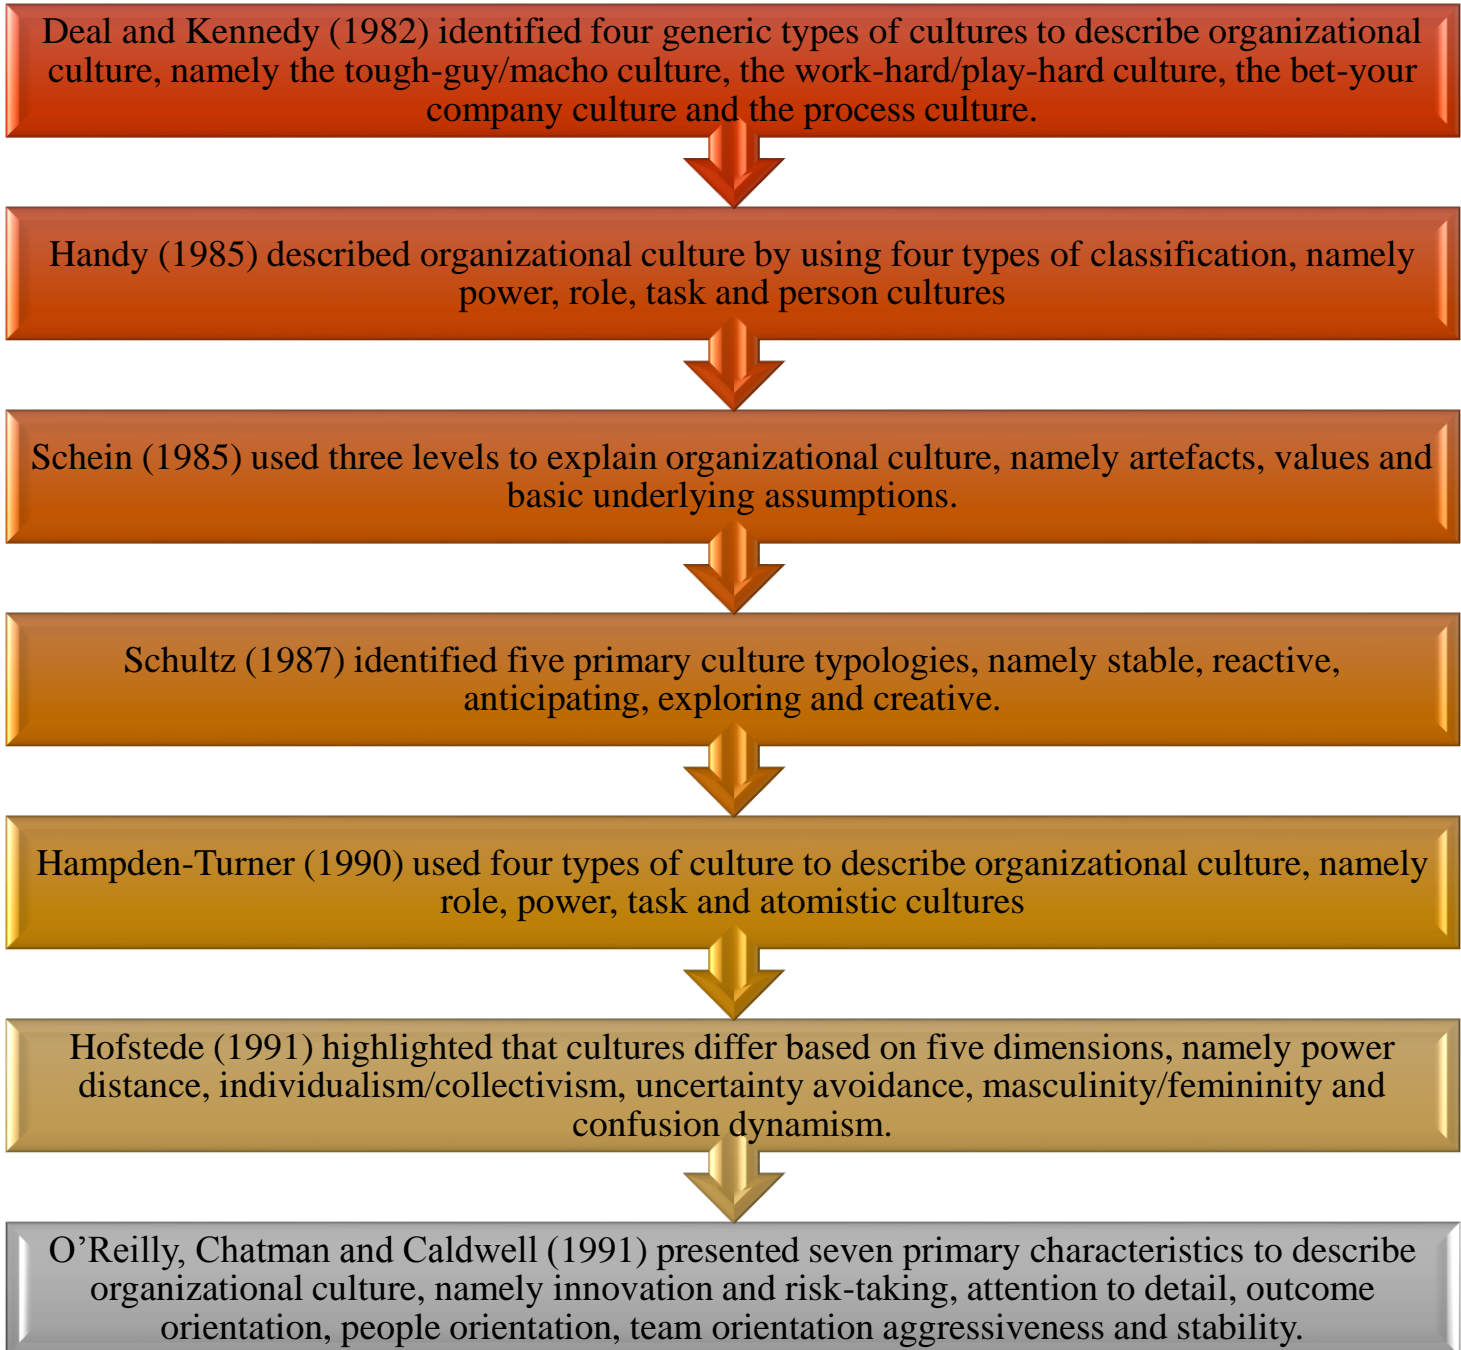 Deal and Kennedy (1982) identified four generic types of cultures to describe organizational
culture, namely the tough-guy/macho culture, the work-hard/play-hard culture, the bet-your
company culture and the process culture.
Handy (1985) described organizational culture by using four types of classification, namely
power, role, task and person cultures
Schein (1985) used three levels to explain organizational culture, namely artefacts, values and
basic underlying assumptions.
Schultz (1987) identified five primary culture typologies, namely stable, reactive,
anticipating, exploring and creative.
Hampden-Turner (1990) used four types of culture to describe organizational culture, namely
role, power, task and atomistic cultures
Hofstede (1991) highlighted that cultures differ based on five dimensions, namely power
distance, individualism/collectivism, uncertainty avoidance, masculinity/femininity and
confusion dynamism.
O’Reilly, Chatman and Caldwell (1991) presented seven primary characteristics to describe
organizational culture, namely innovation and risk-taking, attention to detail, outcome
orientation, people orientation, team orientation aggressiveness and stability.